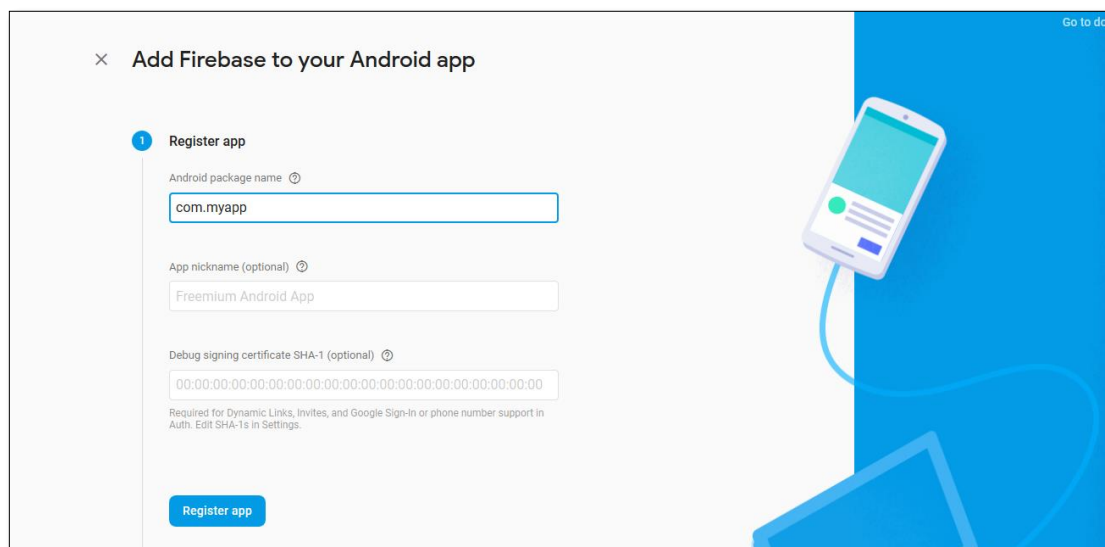 Go to do
× Add Firebase to your Android app
1 Register app
Android package name ?
com.myapp
App nickname (optional) ?
Freemium Android App
Debug signing certificate SHA-1 (optional) ?
00:00:00:00:00:00:00:00:00:00:00:00:00:00:00:00:00:00:00:00
Required for Dynamic Links, Invites, and Google Sign-In or phone number support in
Auth. Edit SHA-1s in Settings.
Register app